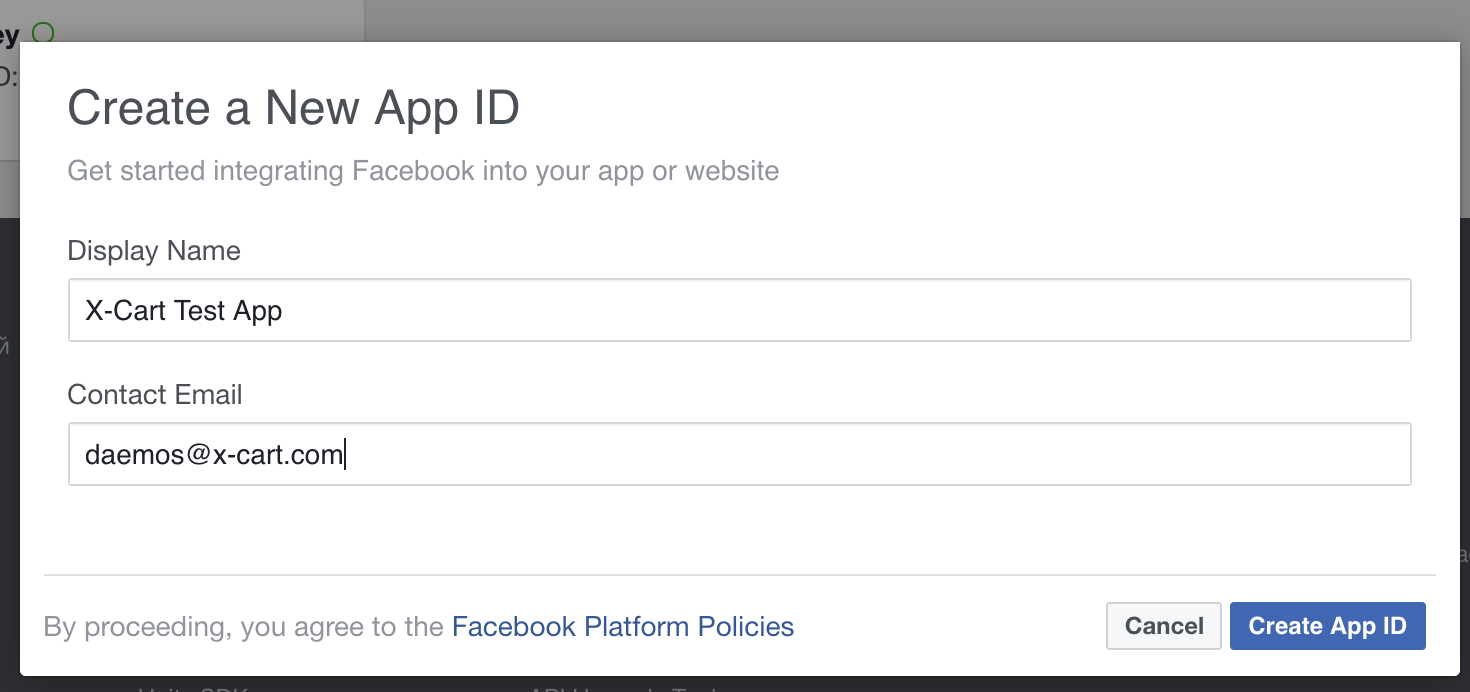 Create a New App ID
Get started integrating Facebook into your app or website
Display Name
X-Cart Test App
Contact Email
daemos@x-cart.com
By proceeding, you agree to the Facebook Platform Policies
Cancel
Create App ID